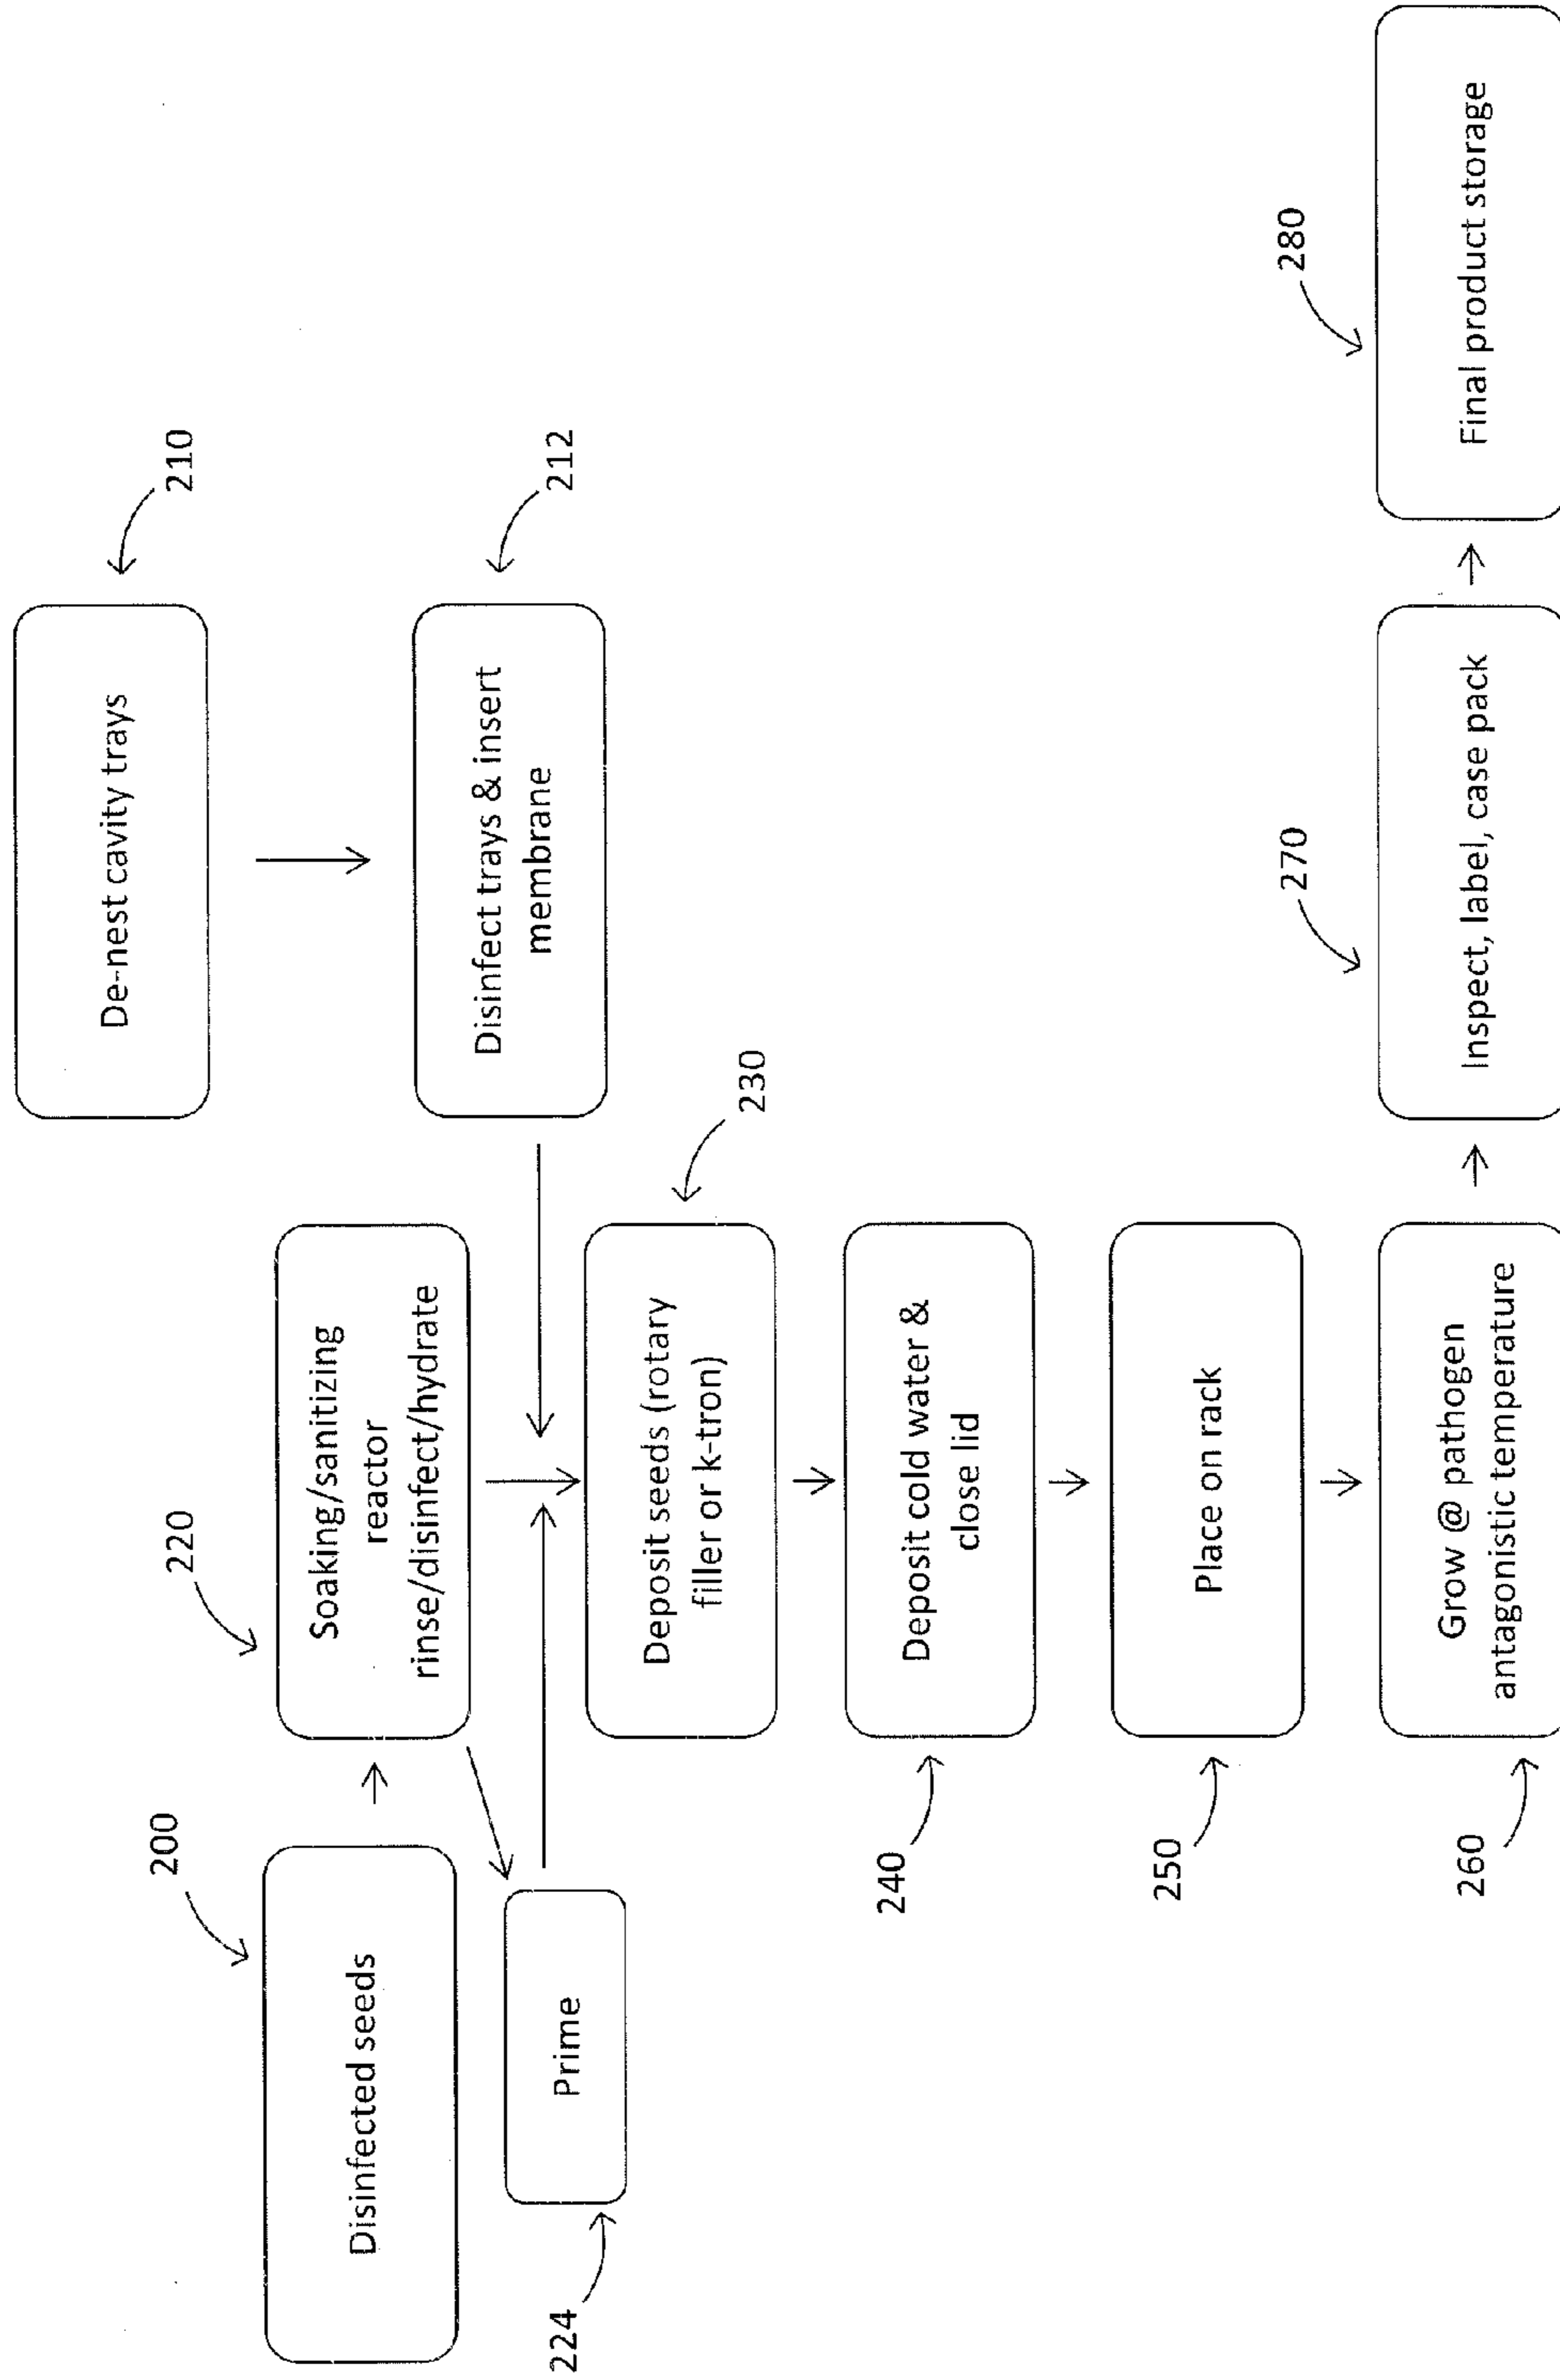 De-nest cavity trays
210
Disinfect trays & insert
membrane
212
200
Disinfected seeds
220
Soaking/sanitizing
reactor
rinse/disinfect/hydrate
224
Prime
230
Deposit seeds (rotary
filler or k-tron)
240
Deposit cold water &
close lid
250
Place on rack
260
Grow @ pathogen
antagonistic temperature
270
Inspect, label, case pack
280
Final product storage